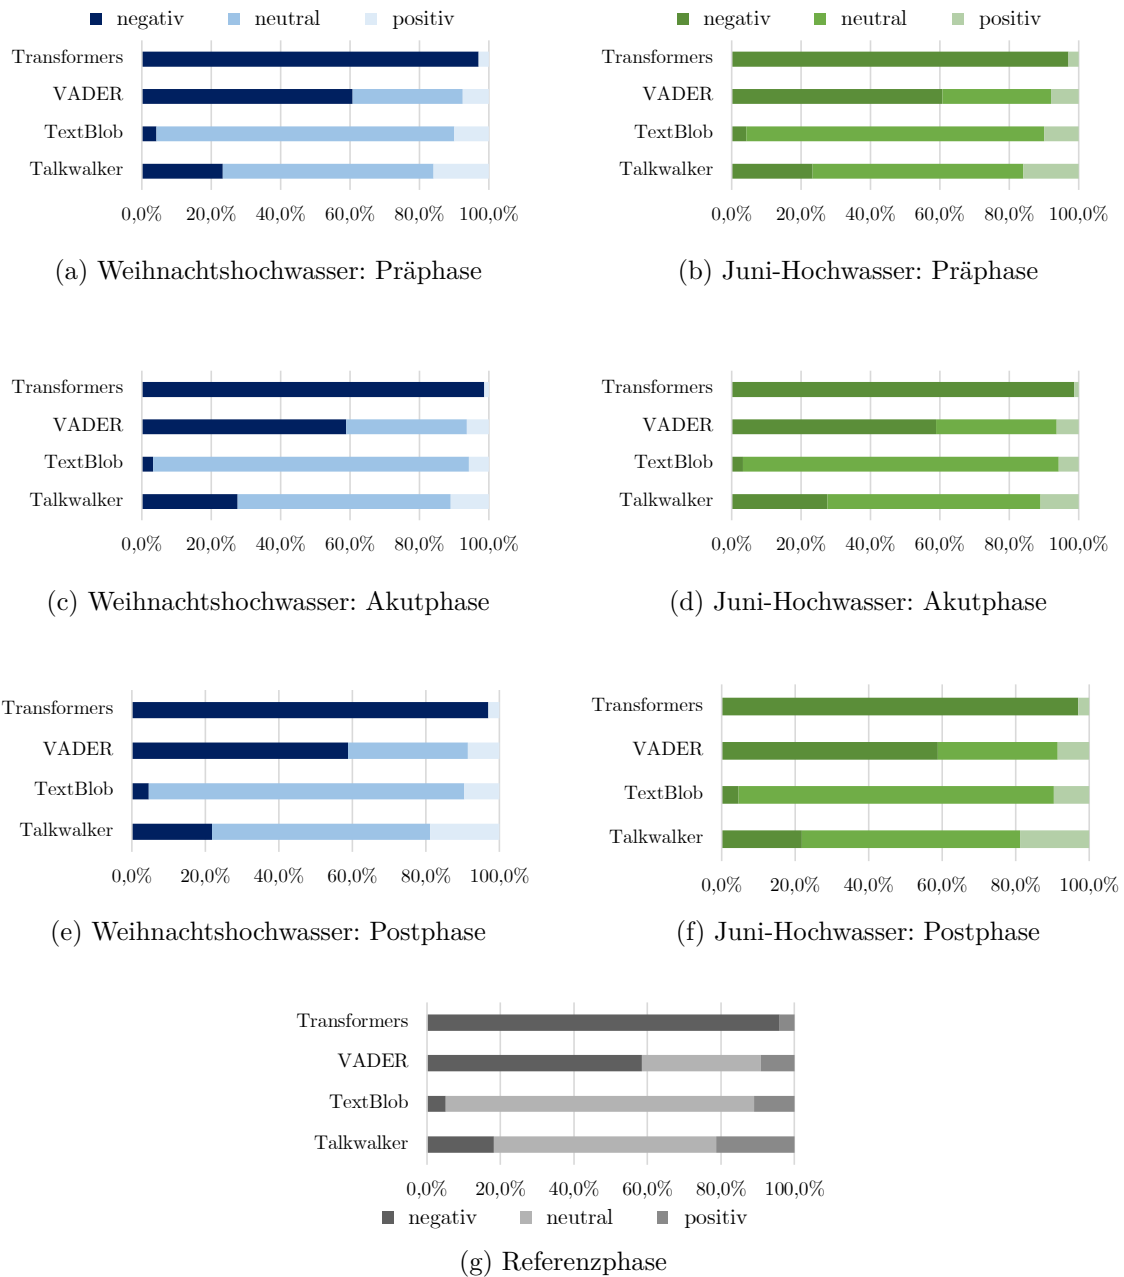 negativ neutral positiv
Transformers
VADER
TextBlob
Talkwalker
0,0% 20,0% 40,0% 60,0% 80,0% 100,0%
(a) Weihnachtshochwasser: Präphase
negativ neutral positiv
Transformers
VADER
TextBlob
Talkwalker
0,0% 20,0% 40,0% 60,0% 80,0% 100,0%
(b) Juni-Hochwasser: Präphase
Transformers
VADER
TextBlob
Talkwalker
0,0% 20,0% 40,0% 60,0% 80,0% 100,0%
(c) Weihnachtshochwasser: Akutphase
Transformers
VADER
TextBlob
Talkwalker
0,0% 20,0% 40,0% 60,0% 80,0% 100,0%
(d) Juni-Hochwasser: Akutphase
Transformers
VADER
TextBlob
Talkwalker
0,0% 20,0% 40,0% 60,0% 80,0% 100,0%
(e) Weihnachtshochwasser: Postphase
Transformers
VADER
TextBlob
Talkwalker
0,0% 20,0% 40,0% 60,0% 80,0% 100,0%
(f) Juni-Hochwasser: Postphase
Transformers
VADER
TextBlob
Talkwalker
0,0% 20,0% 40,0% 60,0% 80,0% 100,0%
negativ neutral positiv
(g) Referenzphase